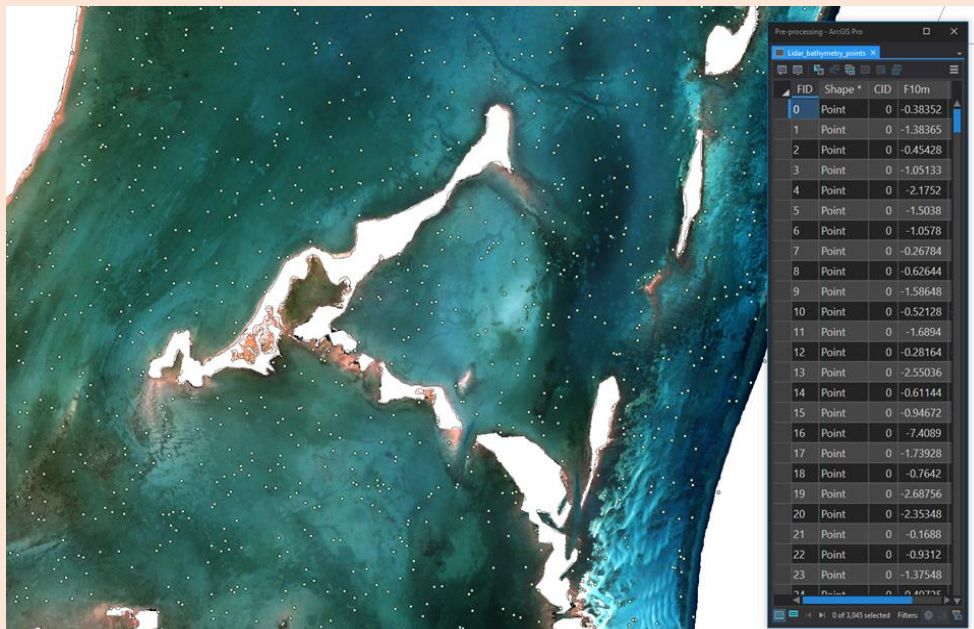 Pre-processing - ArcGIS Pro
Lidar_bathymetry_points
FID Shape * CID F10m
0 Point 0 -0.38352
1 Point 0 -1.38365
2 Point 0 -0.45428
3 Point 0 -1.05133
4 Point 0 -2.1752
5 Point 0 -1.5038
6 Point 0 -1.0578
7 Point 0 -0.26784
8 Point 0 -0.62644
9 Point 0 -1.58648
10 Point 0 -0.52128
11 Point 0 -1.6894
12 Point 0 -0.28164
13 Point 0 -2.55036
14 Point 0 -0.61144
15 Point 0 -0.94672
16 Point 0 -7.4089
17 Point 0 -1.73928
18 Point 0 -0.7642
19 Point 0 -2.68756
20 Point 0 -2.35348
21 Point 0 -0.1688
22 Point 0 -0.9312
23 Point 0 -1.37548
0 of 3,045 selected Filters: